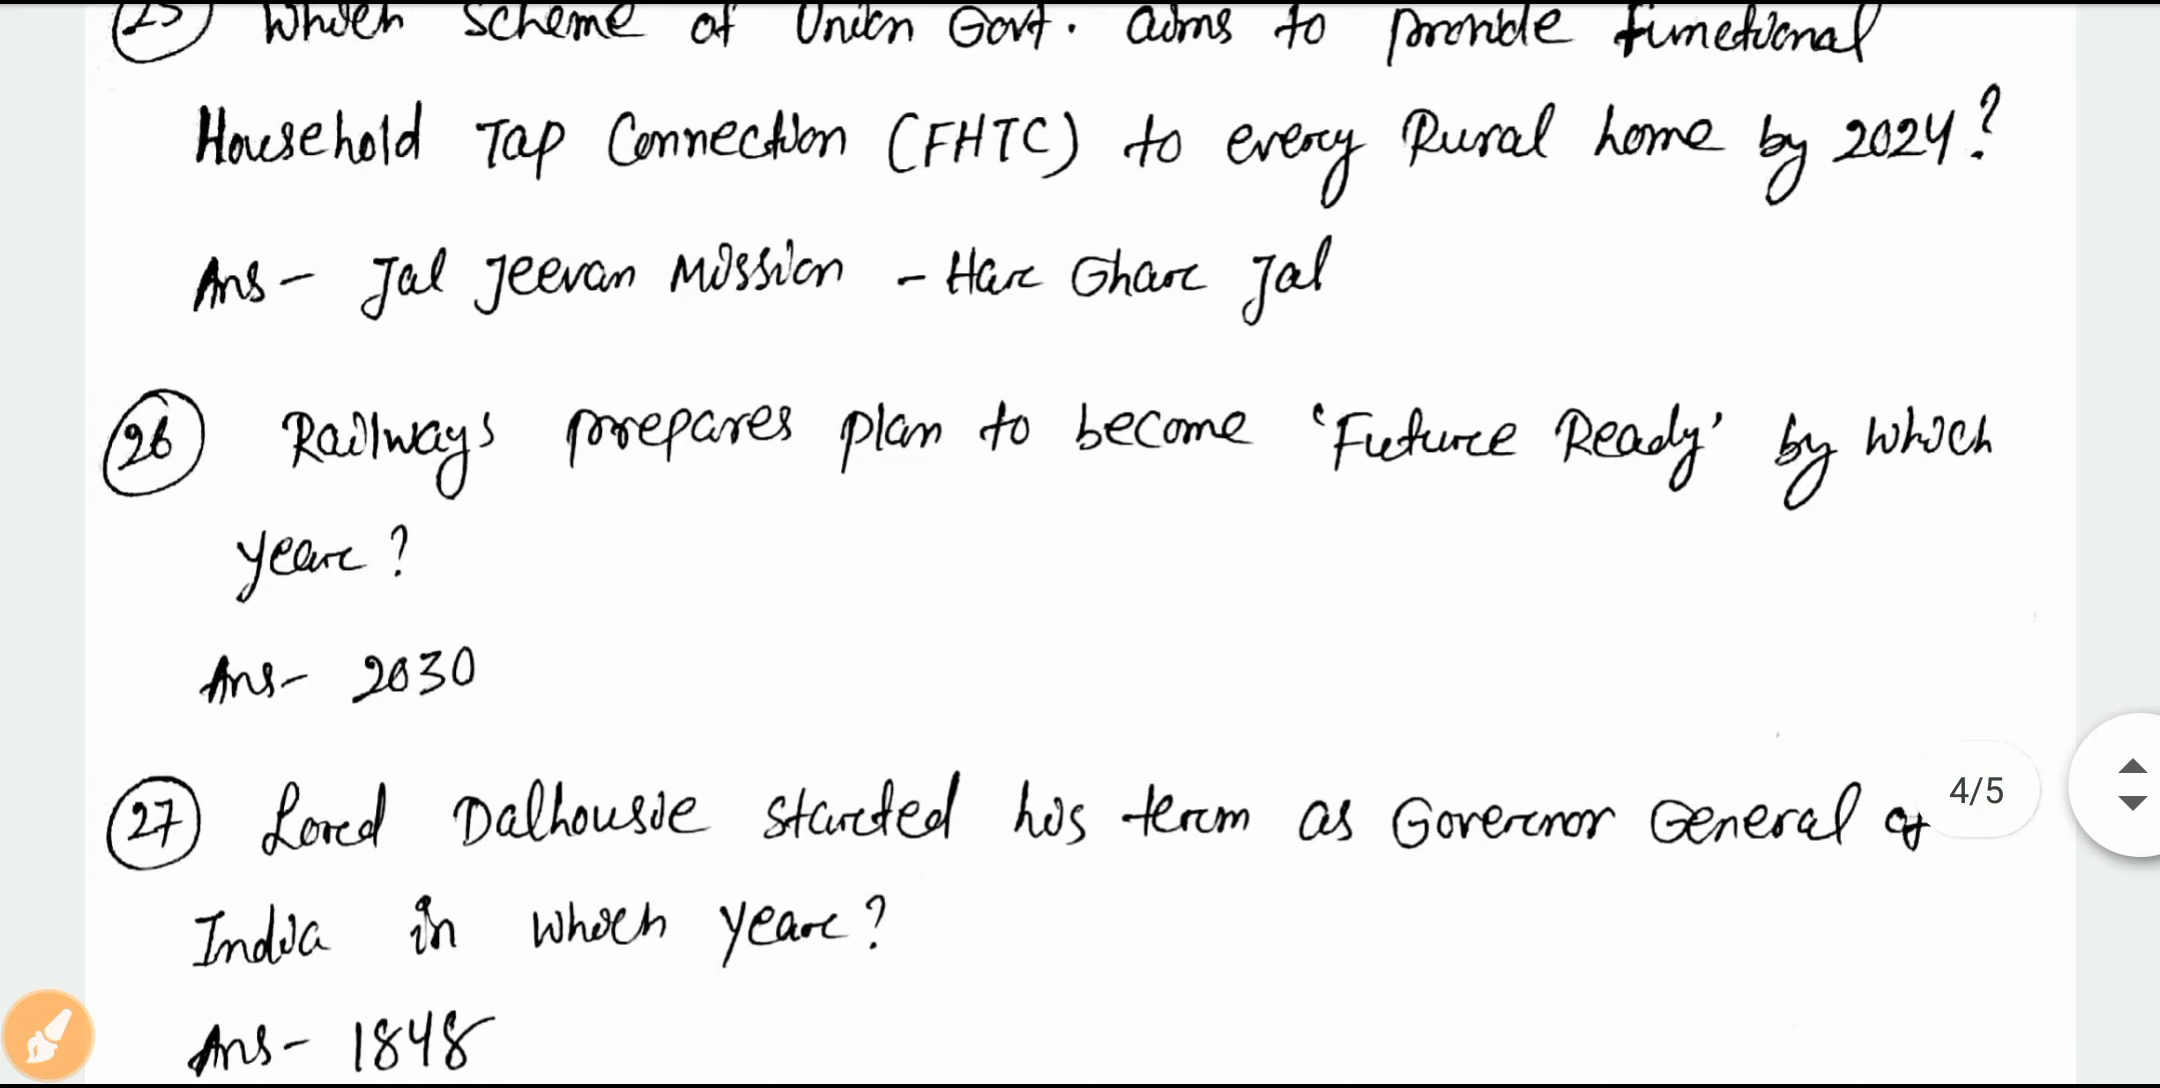 25 Which scheme of Union Govt. aims to provide functional
Household Tap Connection (FHTC) to every Rural home by 2024?
Ans - Jal Jeevan Mission - Har Ghar Jal
26 Railways prepares plan to become 'Future Ready' by which
year?
Ans- 2030
27 Lord Dalhousie started his term as Governor General of
4/5
India in which year?
Ans- 1848